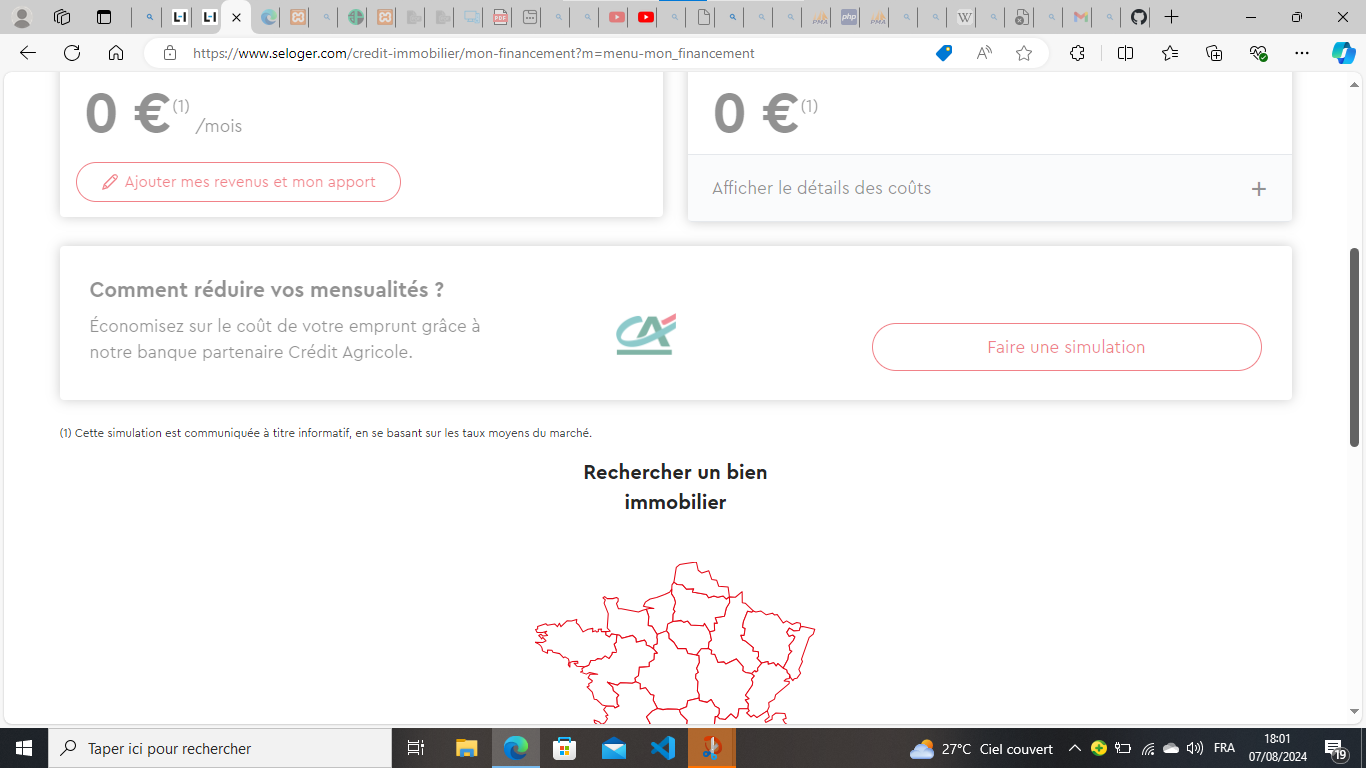 https://www.seloger.com/credit-immobilier/mon-financement?m=menu-mon_financement
0 €(1)
/mois
0 €(1)
Ajouter mes revenus et mon apport
Afficher le détails des coûts
+
Comment réduire vos mensualités ?
Économisez sur le coût de votre emprunt grâce à
notre banque partenaire Crédit Agricole.
CA
Faire une simulation
(1) Cette simulation est communiquée à titre informatif, en se basant sur les taux moyens du marché.
Rechercher un bien
immobilier
Taper ici pour rechercher
27°C Ciel couvert
FRA
18:01
07/08/2024
19